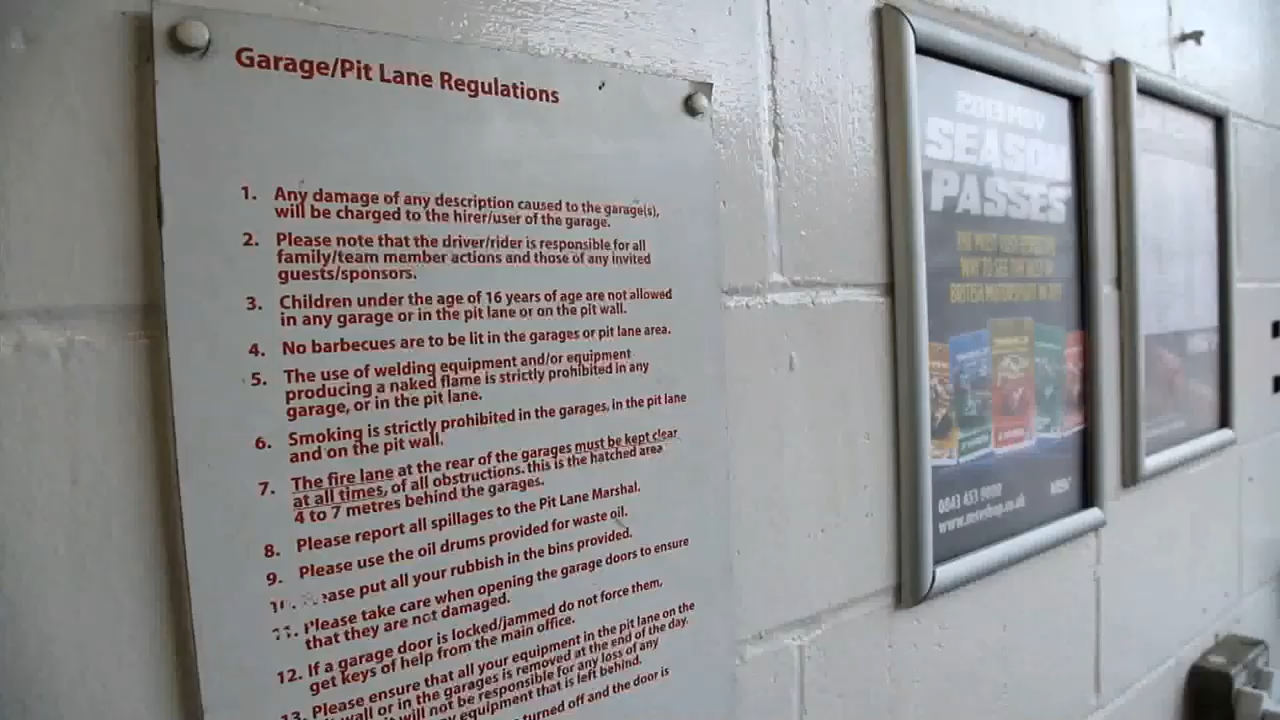 Garage/Pit Lane Regulations
1. Any damage of any description caused to the garage(s),
will be charged to the hirer/user of the garage.
2. Please note that the driver/rider is responsible for all
family/team member actions and those of any invited
guests/sponsors.
3. Children under the age of 16 years of age are not allowed
in any garage or in the pit lane or on the pit wall.
4. No barbecues are to be lit in the garages or pit lane area.
5. The use of welding equipment and/or equipment
producing a naked flame is strictly prohibited in any
garage, or in the pit lane.
6. Smoking is strictly prohibited in the garages, in the pit lane
and on the pit wall.
7. The fire lane at the rear of the garages must be kept clear
at all times, of all obstructions. this is the hatched area
4 to 7 metres behind the garages.
8. Please report all spillages to the Pit Lane Marshal.
9. Please use the oil drums provided for waste oil.
ease put all your rubbish in the bins provided.
11. Please take care when opening the garage doors to ensure
that they are not damaged.
12. If a garage door is locked/jammed do not force them,
get keys of help from the main office.
13. Please ensure that all your equipment in the pit lane on the
wall or in the garages is removed at the end of the day.
will not be responsible for any loss of any
equipment that is left behind.
turned off and the door is
2013 MSV
SEASON
PASSES
THE MOST COST-EFFECTIVE
WAY TO SEE THE BEST OF
BRITISH MOTORSPORT IN 2013
0843 453 9000
www.msvshop.co.uk
MSV